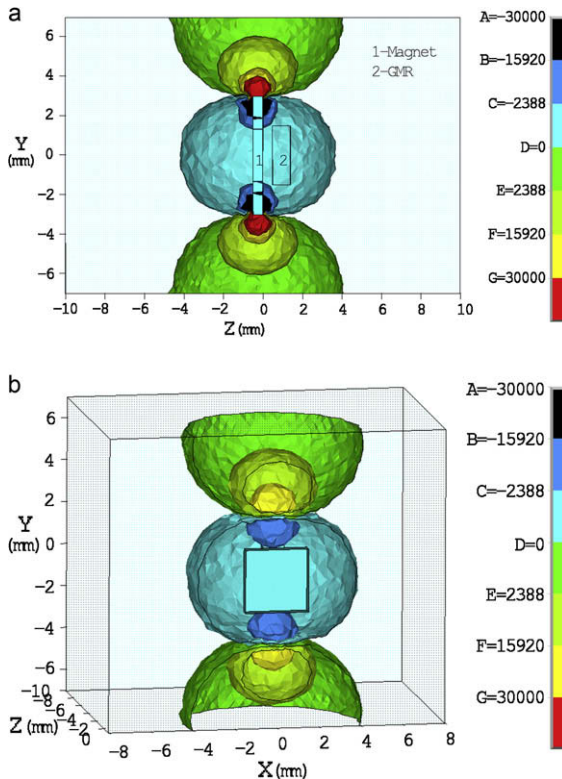 a
6
4
2
Y
(mm)
0
-2
-4
-6
1-Magnet
2-GMR
1
2
-10 -8 -6 -4 -2 0 2 4 6 8 10
Z(mm)
A=-30000
B=-15920
C=-2388
D=0
E=2388
F=15920
G=30000
b
6
4
2
Y
(mm)
0
-2
-4
-6
-10
-8
-6
-4
-2
0
Z(mm)
-8 -6 -4 -2 0 2 4 6 8
X(mm)
A=-30000
B=-15920
C=-2388
D=0
E=2388
F=15920
G=30000